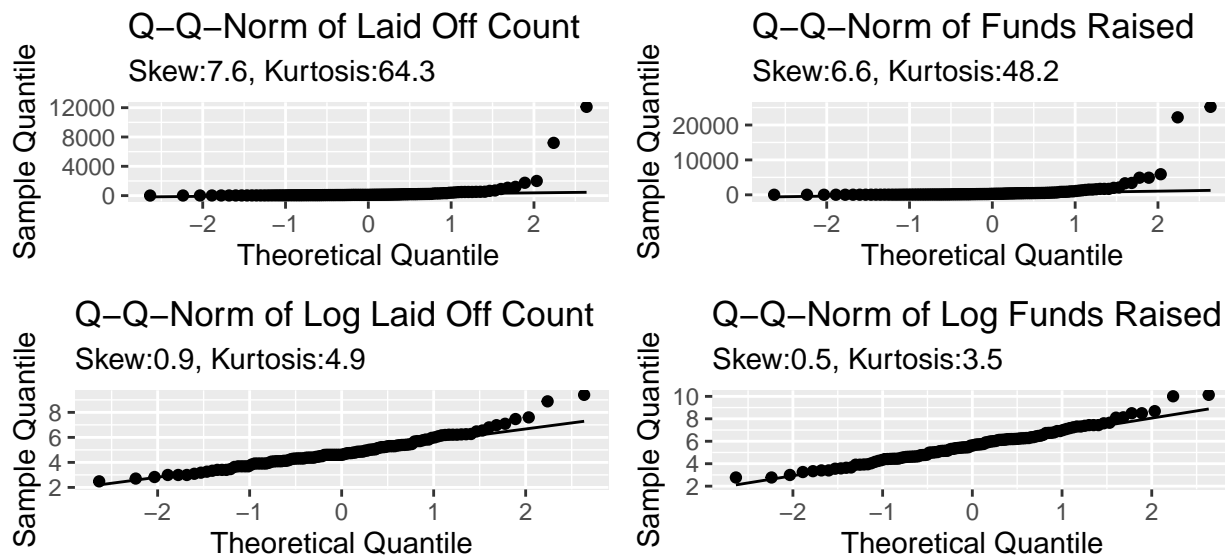 Q−Q−Norm of Laid Off Count
Skew:7.6, Kurtosis:64.3
Sample Quantile
12000
8000
4000
0
−2
−1
0
1
2
Theoretical Quantile
Q−Q−Norm of Funds Raised
Skew:6.6, Kurtosis:48.2
Sample Quantile
20000
10000
0
−2
−1
0
1
2
Theoretical Quantile
Q−Q−Norm of Log Laid Off Count
Skew:0.9, Kurtosis:4.9
Sample Quantile
8
6
4
2
−2
−1
0
1
2
Theoretical Quantile
Q−Q−Norm of Log Funds Raised
Skew:0.5, Kurtosis:3.5
Sample Quantile
10
8
6
4
2
−2
−1
0
1
2
Theoretical Quantile